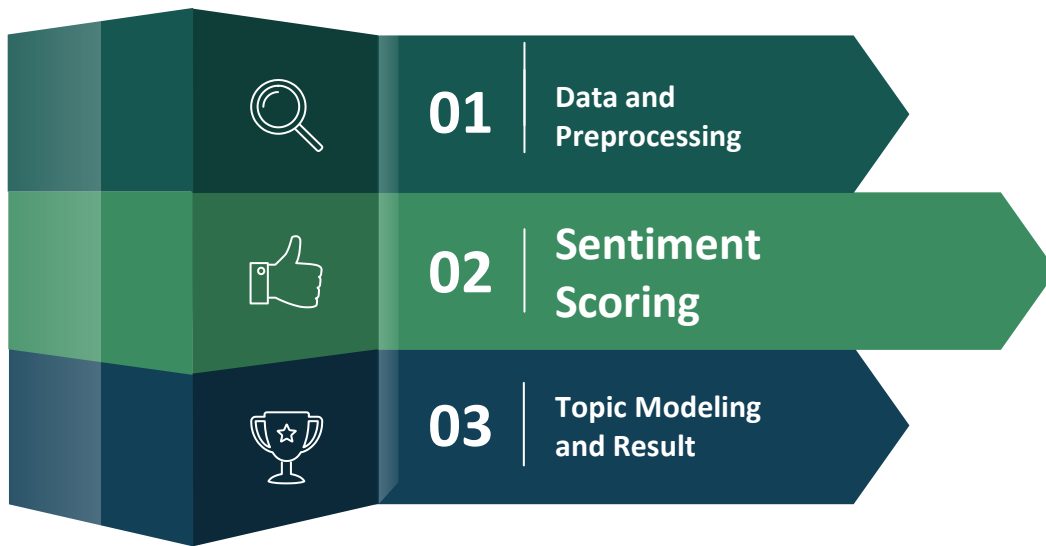 01
Data and
Preprocessing
02
Sentiment
Scoring
03
Topic Modeling
and Result